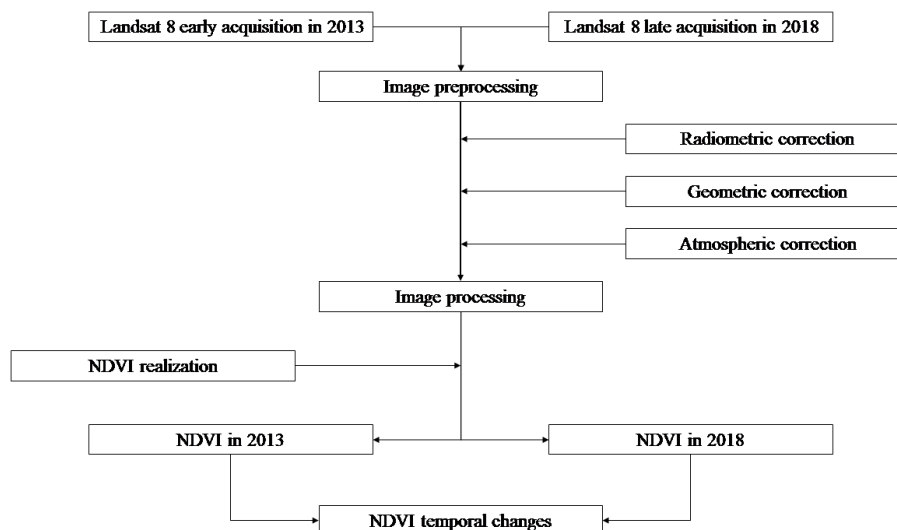 Landsat 8 early acquisition in 2013
Landsat 8 late acquisition in 2018
Image preprocessing
Radiometric correction
Geometric correction
Atmospheric correction
Image processing
NDVI realization
NDVI in 2013
NDVI in 2018
NDVI temporal changes